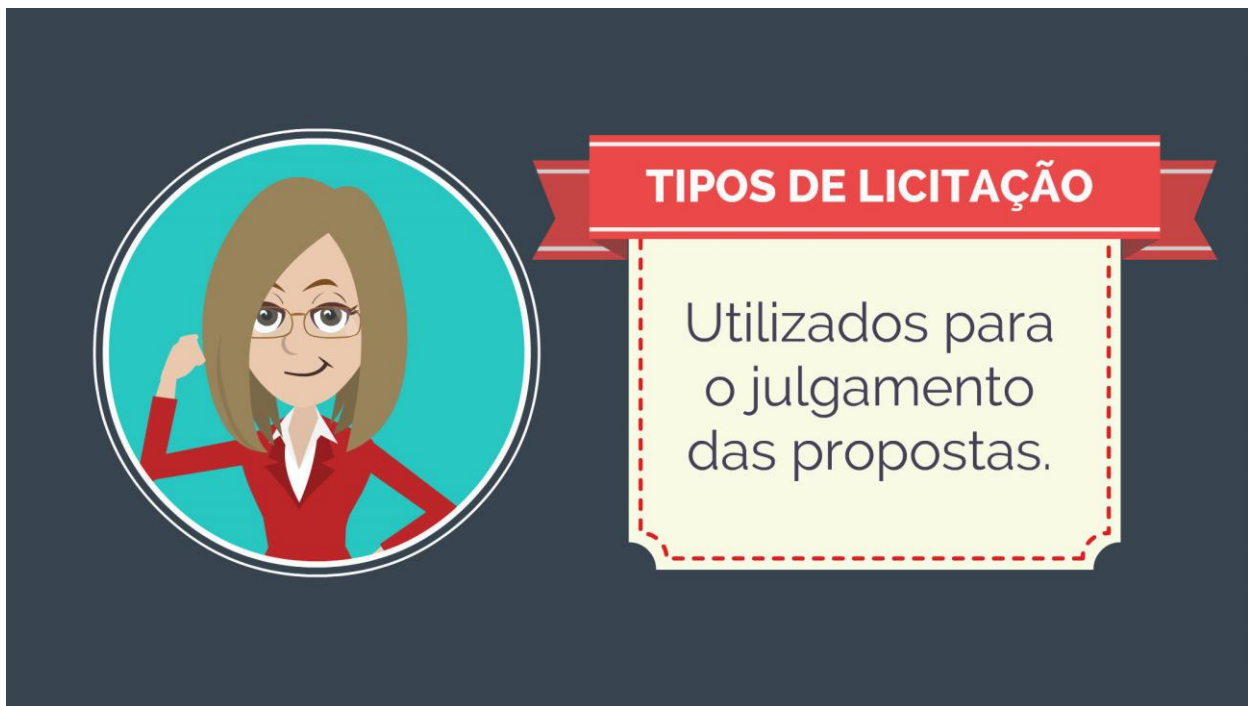 TIPOS DE LICITAÇÃO
Utilizados para
o julgamento
das propostas.